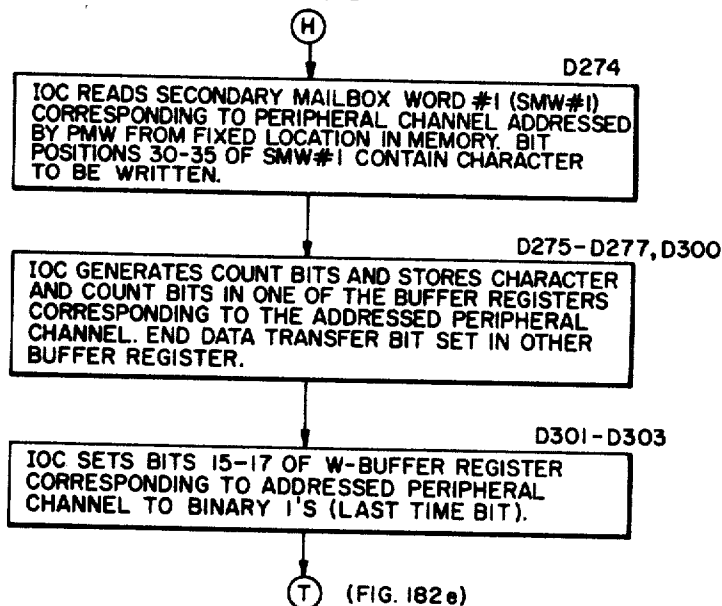 H
D274
IOC READS SECONDARY MAILBOX WORD #1 (SMW#1)
CORRESPONDING TO PERIPHERAL CHANNEL ADDRESSED
BY PMW FROM FIXED LOCATION IN MEMORY. BIT
POSITIONS 30-35 OF SMW#1 CONTAIN CHARACTER
TO BE WRITTEN.
D275-D277, D300
IOC GENERATES COUNT BITS AND STORES CHARACTER
AND COUNT BITS IN ONE OF THE BUFFER REGISTERS
CORRESPONDING TO THE ADDRESSED PERIPHERAL
CHANNEL. END DATA TRANSFER BIT SET IN OTHER
BUFFER REGISTER.
D301-D303
IOC SETS BITS 15-17 OF W-BUFFER REGISTER
CORRESPONDING TO ADDRESSED PERIPHERAL
CHANNEL TO BINARY 1'S (LAST TIME BIT).
T (FIG. 182e)